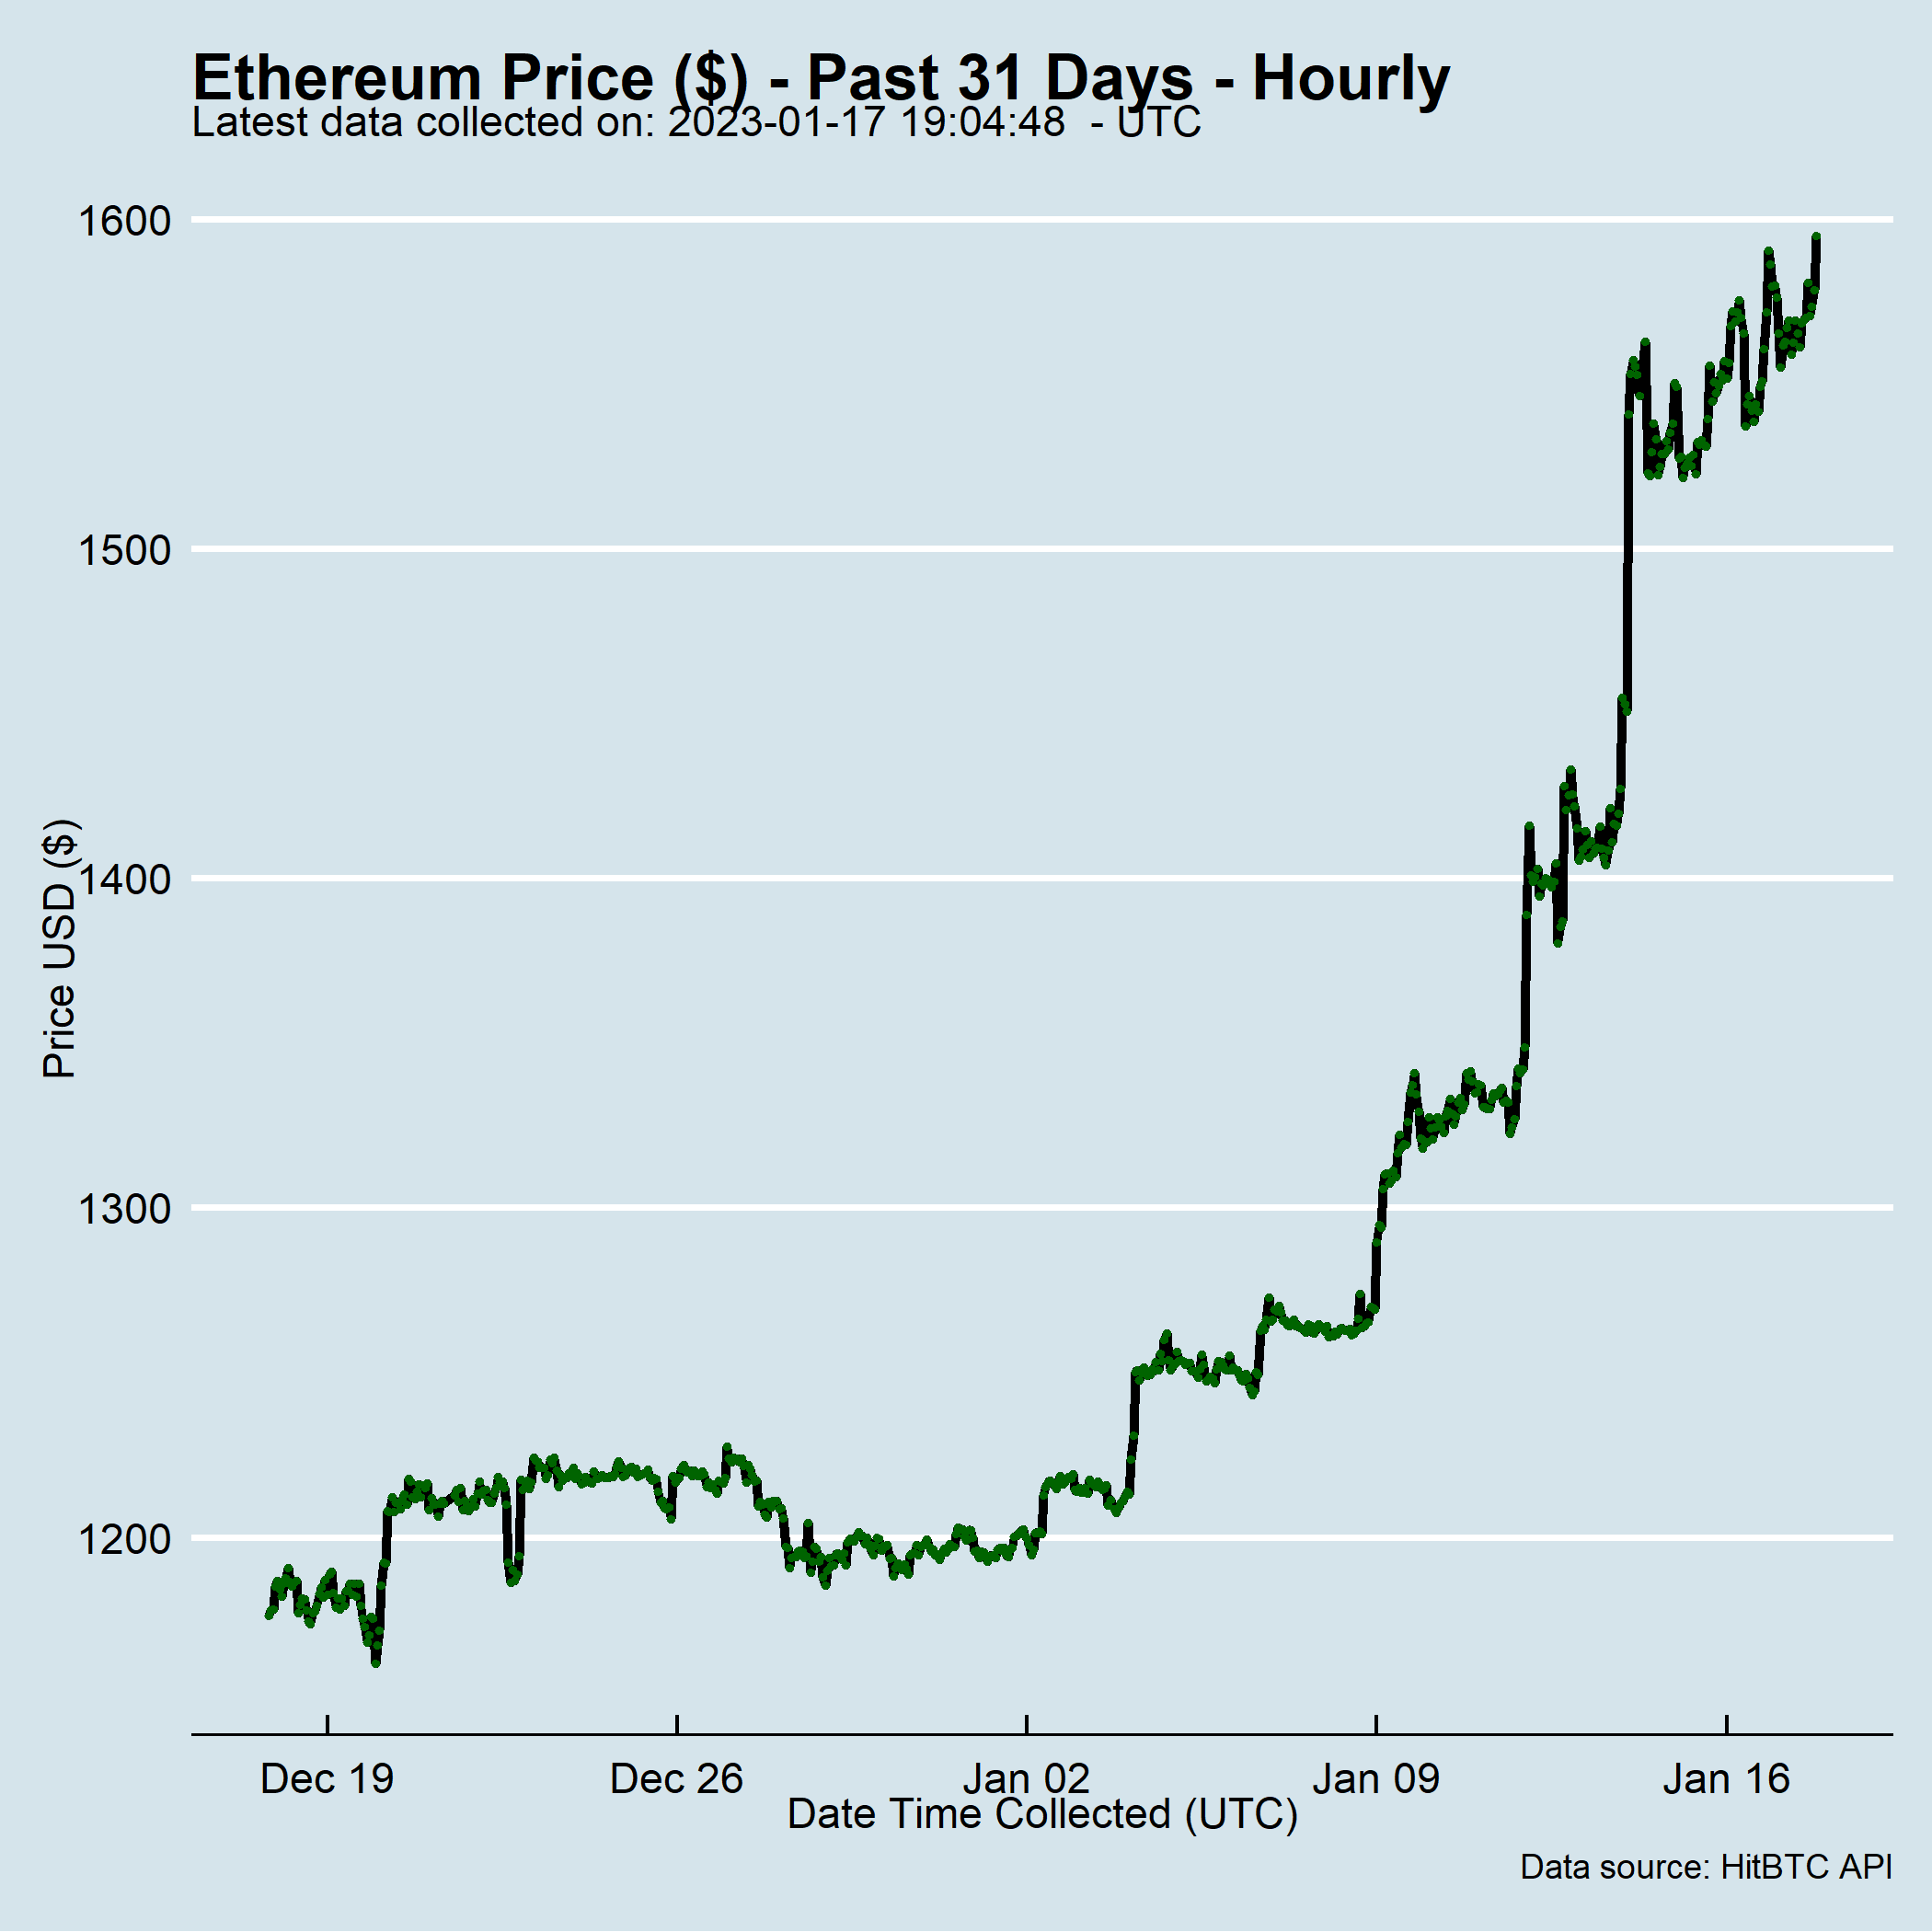 Ethereum Price ($) - Past 31 Days - Hourly
Latest data collected on: 2023-01-17 19:04:48  - UTC
1600
1500
1400
1300
1200
Price USD ($)
Dec 19 Dec 26 Jan 02 Jan 09 Jan 16
Date Time Collected (UTC)
Data source: HitBTC API